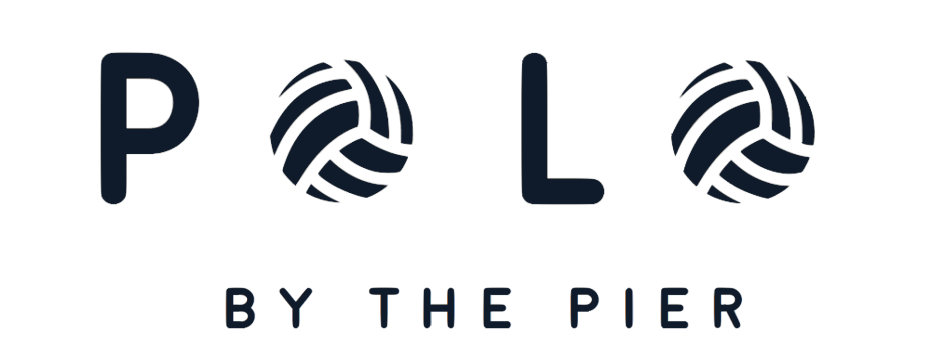 POLO
BY THE PIER